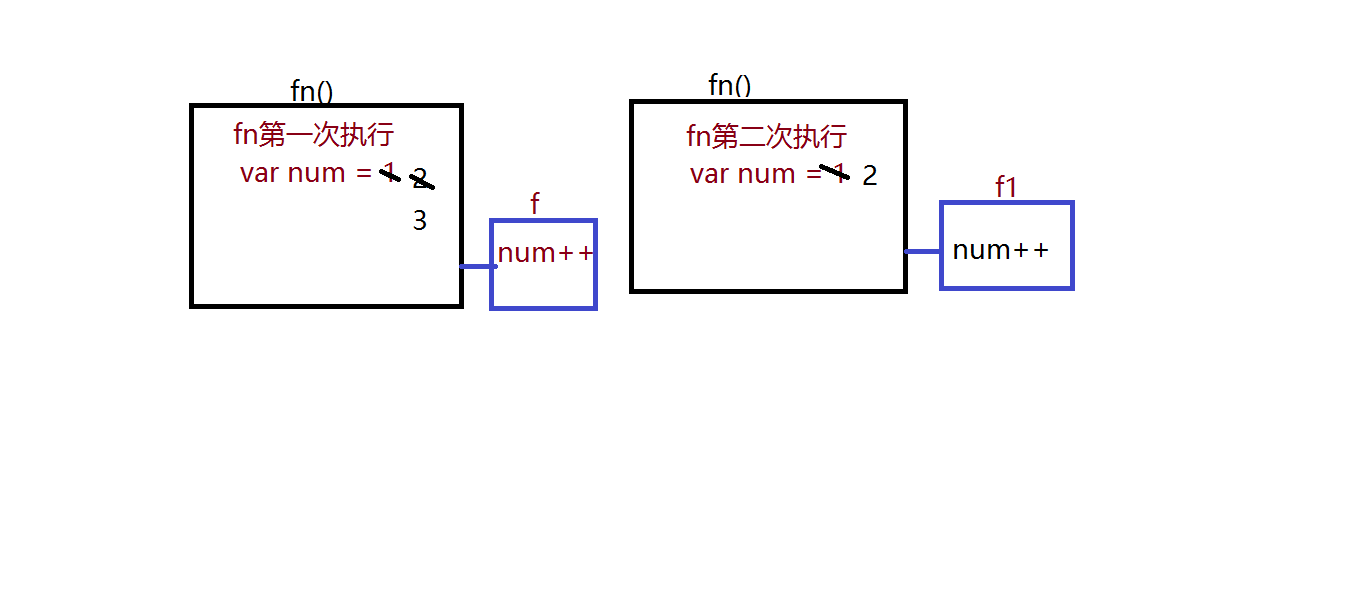 fn()
fn第一次执行
var num = 1 2
3
f
num++
fn()
fn第二次执行
var num = 1 2
f1
num++